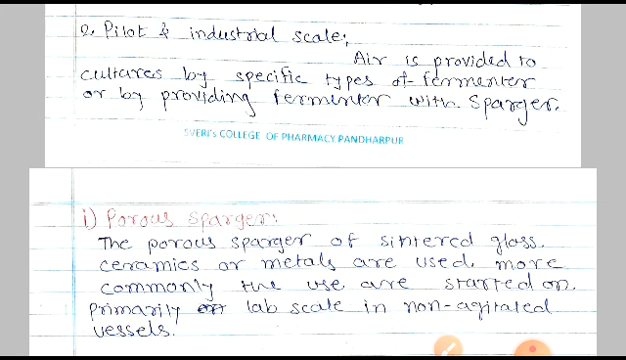 2. Pilot & industrial scale:
Air is provided to
cultures by specific types of fermenter
or by providing fermentor with sparger.
SVERI's COLLEGE OF PHARMACY PANDHARPUR
i) Porous sparger:
The porous sparger of sintered glass.
ceramics or metals are used. more
commonly the use are started on.
primarily lab scale in non-agitated
vessels.